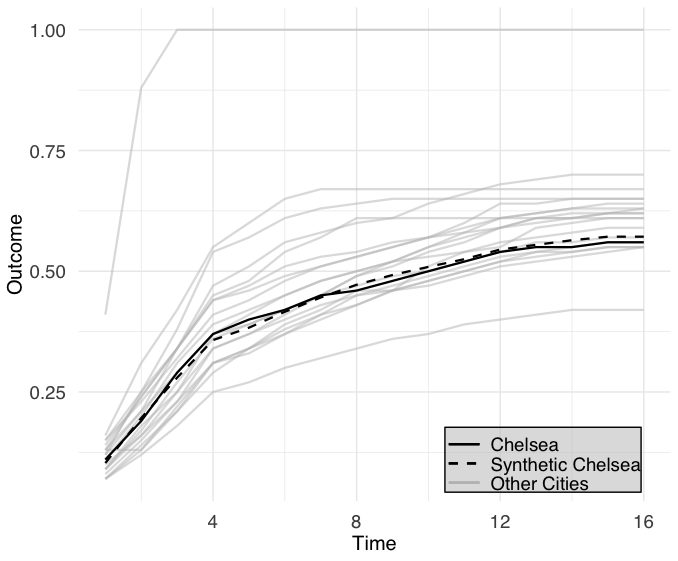 1.00
0.75
0.50
0.25
Outcome
Chelsea
Synthetic Chelsea
Other Cities
4 8 12 16
Time